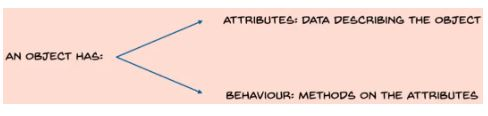 ATTRIBUTES: DATA DESCRIBING THE OBJECT
AN OBJECT HAS:
BEHAVIOUR: METHODS ON THE ATTRIBUTES